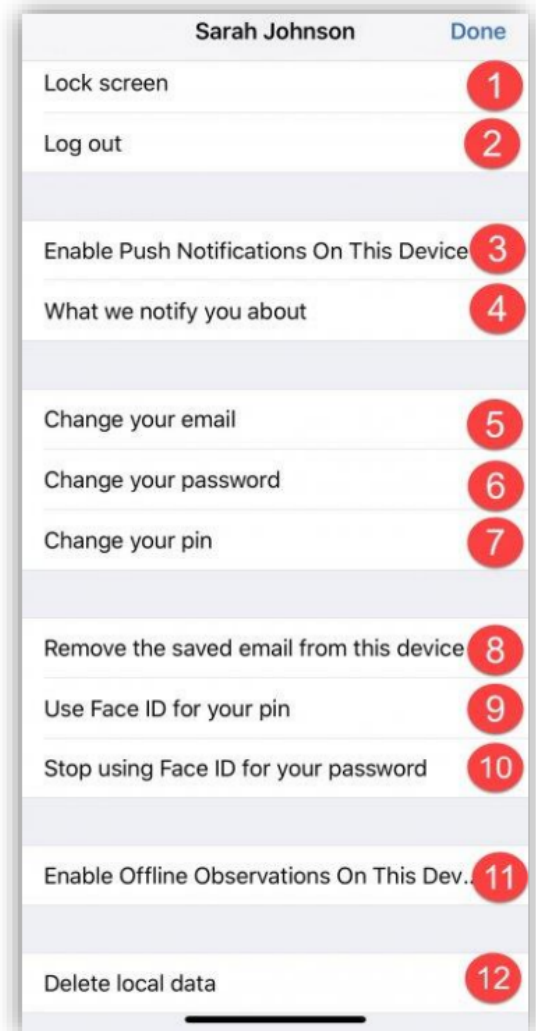 Sarah Johnson Done
Lock screen 1
Log out 2
Enable Push Notifications On This Device 3
What we notify you about 4
Change your email 5
Change your password 6
Change your pin 7
Remove the saved email from this device 8
Use Face ID for your pin 9
Stop using Face ID for your password 10
Enable Offline Observations On This Dev.. 11
Delete local data 12